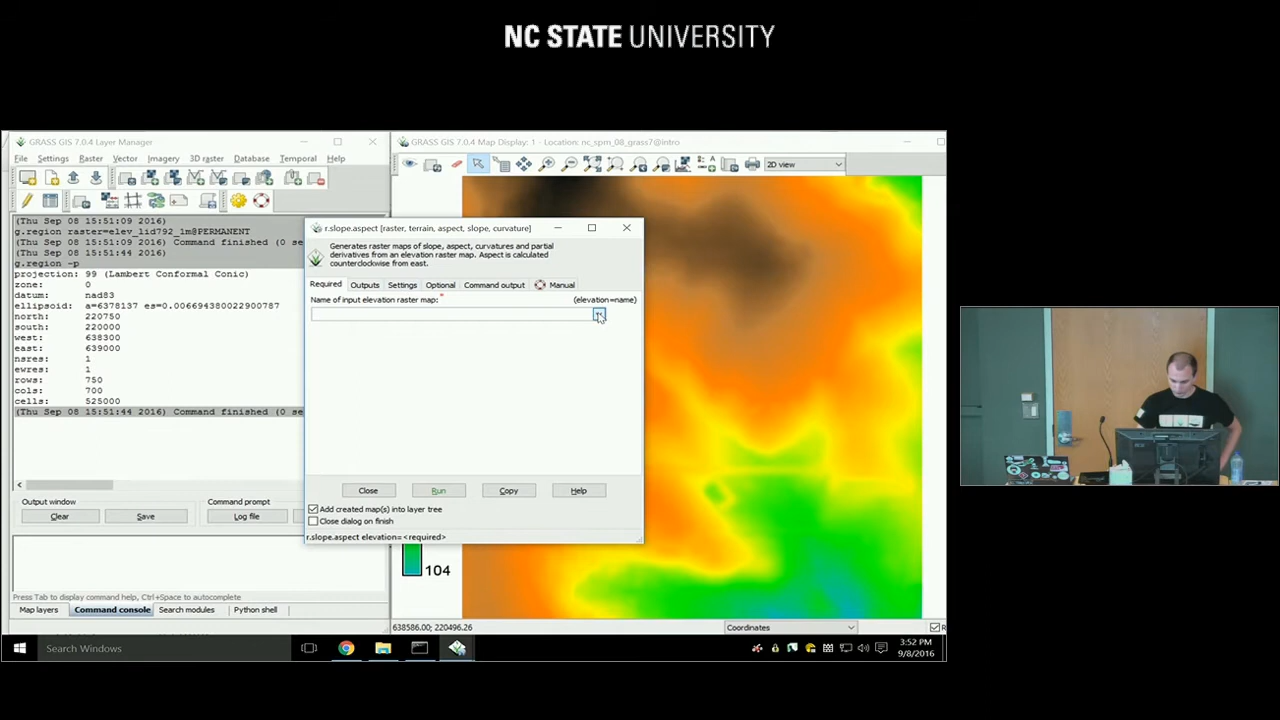 NC STATE UNIVERSITY
GRASS GIS 7.0.4 Layer Manager
File Settings Raster Vector Imagery 3D raster Database Temporal Help
(Thu Sep 08 15:51:09 2016)
g.region raster=elev_lid792_1m@PERMANENT
(Thu Sep 08 15:51:09 2016) Command finished (0 se
(Thu Sep 08 15:51:44 2016)
g.region -p
projection: 99 (Lambert Conformal Conic)
zone: 0
datum: nad83
ellipsoid: a=6378137 es=0.006694380022900787
north: 220750
south: 220000
west: 638300
east: 639000
nsres: 1
ewres: 1
rows: 750
cols: 700
cells: 525000
(Thu Sep 08 15:51:44 2016) Command finished (0 se
Output window
Command prompt
Clear Save Log file
Press Tab to display command help, Ctrl+Space to autocomplete
Map layers Command console Search modules Python shell
r.slope.aspect [raster, terrain, aspect, slope, curvature]
Generates raster maps of slope, aspect, curvatures and partial
derivatives from an elevation raster map. Aspect is calculated
counterclockwise from east.
Required Outputs Settings Optional Command output Manual
Name of input elevation raster map:* (elevation=name)
Close Run Copy Help
Add created map(s) into layer tree
Close dialog on finish
r.slope.aspect elevation=<required>
GRASS GIS 7.0.4 Map Display: 1 - Location: nc_spm_08_grass7@intro
2D view
104
638586.00; 220496.26
Coordinates
R
Search Windows
3:52 PM
9/8/2016